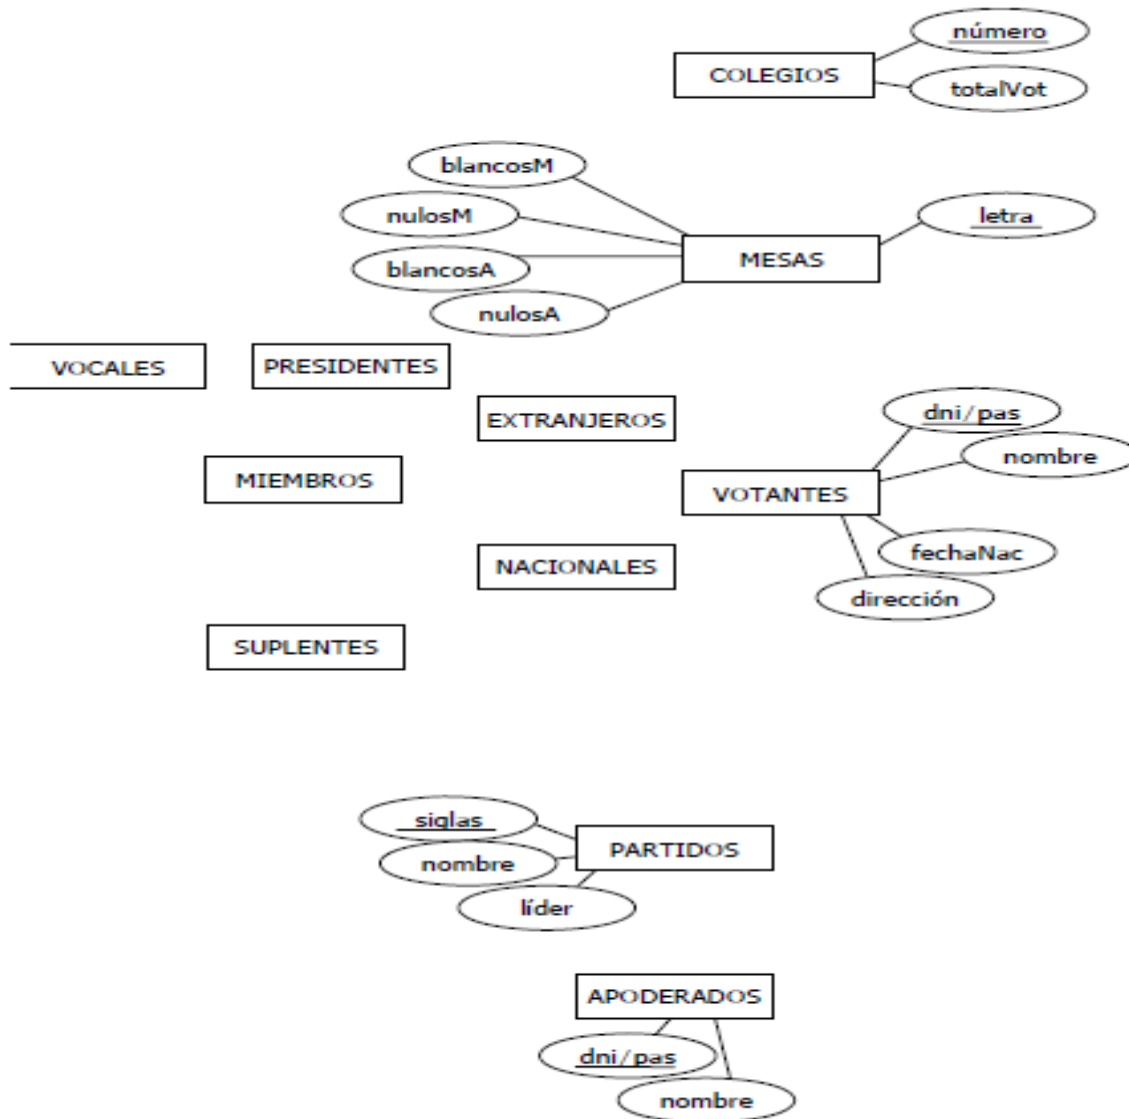 número
COLEGIOS
totalVot
blancosM
nulosM
letra
MESAS
blancosA
nulosA
VOCALES
PRESIDENTES
EXTRANJEROS
dni/pas
nombre
MIEMBROS
VOTANTES
fechaNac
NACIONALES
dirección
SUPLENTES
siglas
PARTIDOS
nombre
líder
APODERADOS
dni/pas
nombre